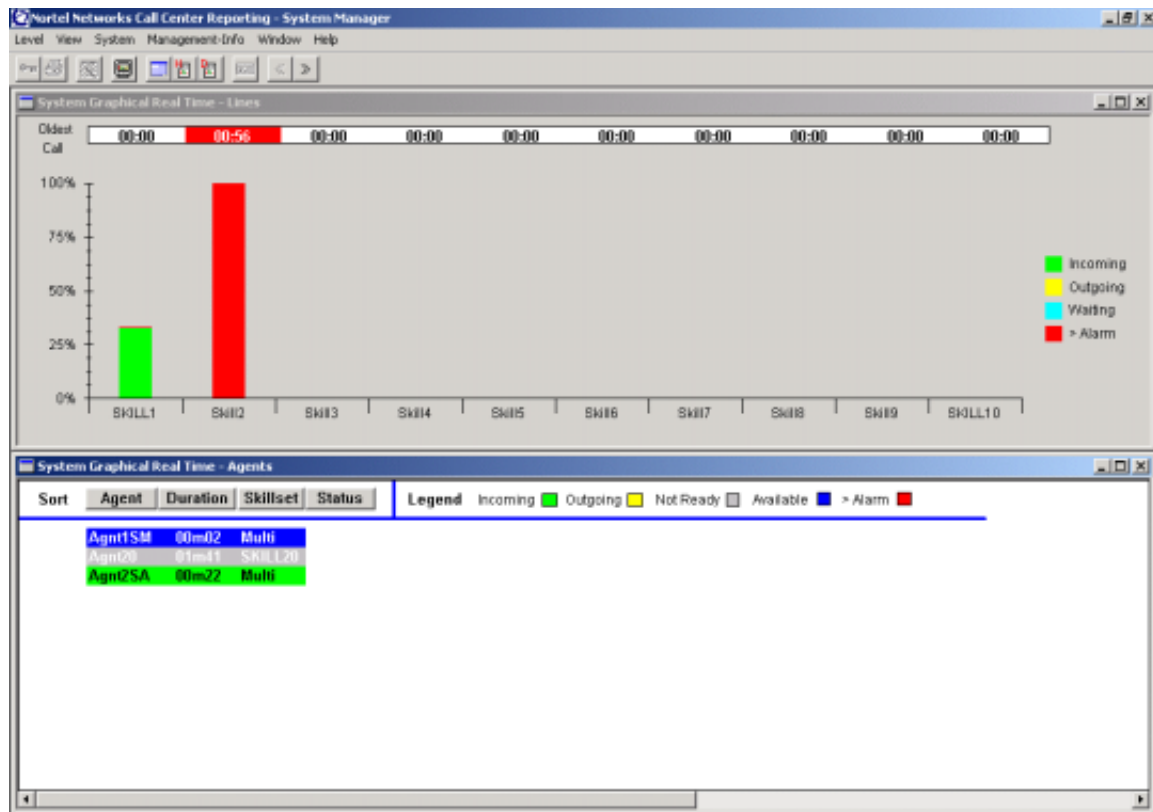 Nortel Networks Call Center Reporting - System Manager
Level View System Management-Info Window Help
System Graphical Real Time - Lines
Oldest Call 00:00 00:56 00:00 00:00 00:00 00:00 00:00 00:00 00:00 00:00
100%
75%
50%
25%
0%
Incoming
Outgoing
Waiting
> Alarm
SKILL1 Skill2 Skill3 Skill4 Skill5 Skill6 Skill7 Skill8 Skill9 SKILL10
System Graphical Real Time - Agents
Sort Agent Duration Skillset Status Legend Incoming Outgoing Not Ready Available > Alarm
Agnt1SM 00m02 Multi
Agnt20 01m41 SKILL20
Agnt2SA 00m22 Multi